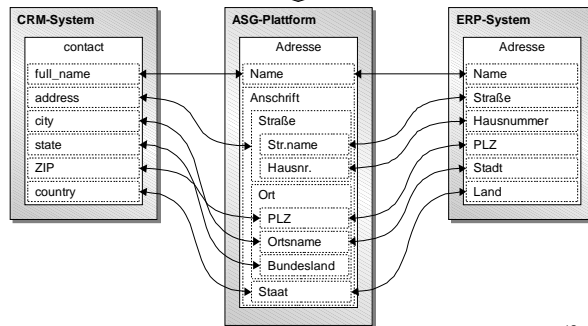 CRM-System
contact
full_name
address
city
state
ZIP
country
ASG-Plattform
Adresse
Name
Anschrift
Straße
Str.name
Hausnr.
Ort
PLZ
Ortsname
Bundesland
Staat
ERP-System
Adresse
Name
Straße
Hausnummer
PLZ
Stadt
Land